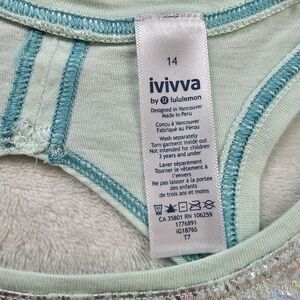 14
ivivva
by lululemon
Designed in Vancouver
Made in Peru
Conçu à Vancouver
Fabriqué au Pérou
Wash separately
Turn garment inside out
Not intended for children
3 years and under
Laver séparément
Tourner le vêtement à
l'envers
Ne pas laisser à la portée
des enfants
de trois ans et moins
CA 35801 RN 106259
1776891
IG1876S
T7